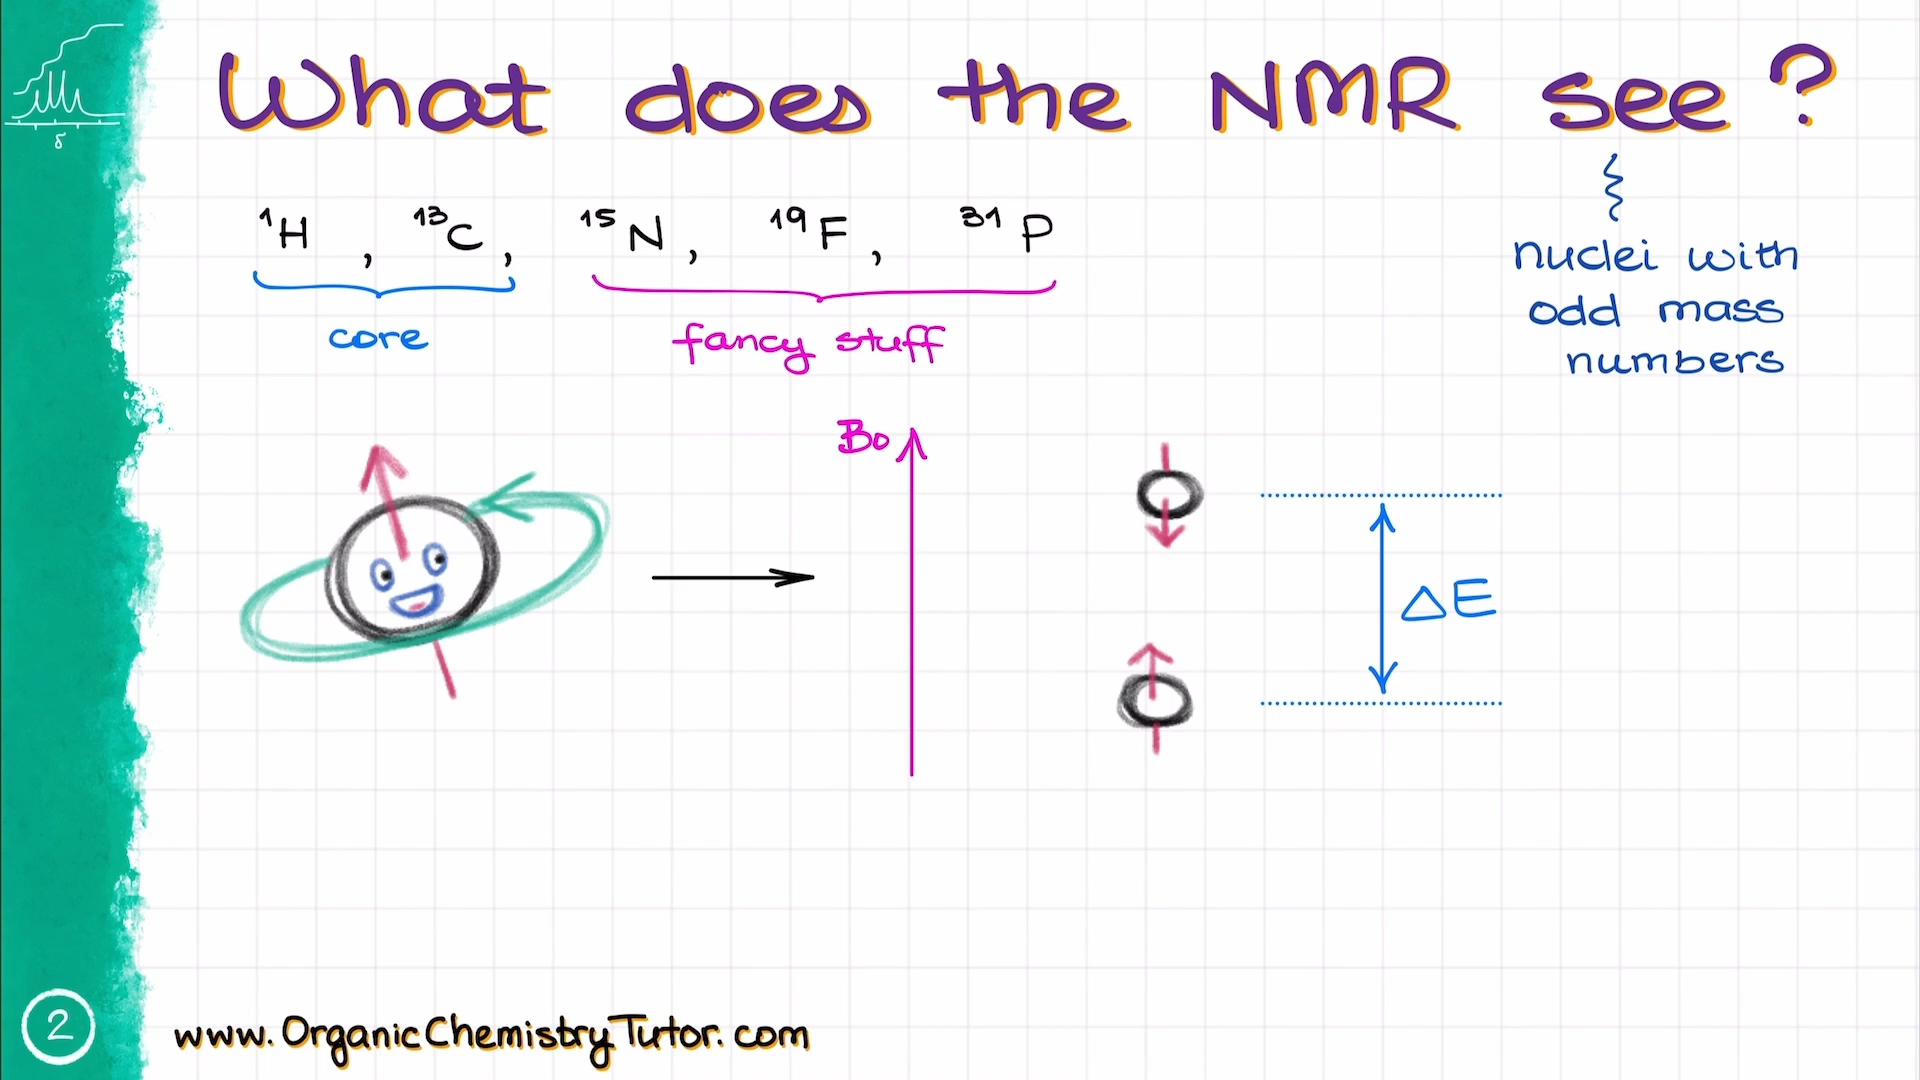 What does the NMR see?
¹H, ¹³C, ¹⁵N, ¹⁹F, ³¹P
core
fancy stuff
nuclei with
odd mass
numbers
B₀
ΔE
δ
2
www.OrganicChemistryTutor.com